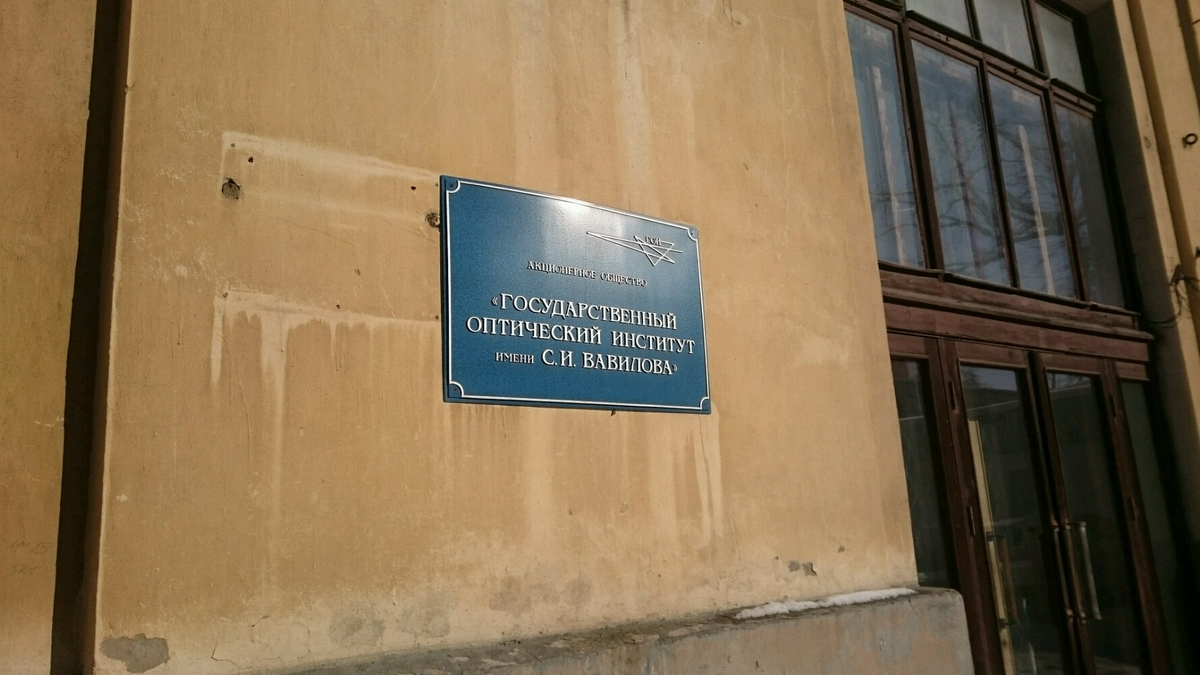 ГОИ
АКЦИОНЕРНОЕ ОБЩЕСТВО
«ГОСУДАРСТВЕННЫЙ
ОПТИЧЕСКИЙ ИНСТИТУТ
ИМЕНИ С.И. ВАВИЛОВА»